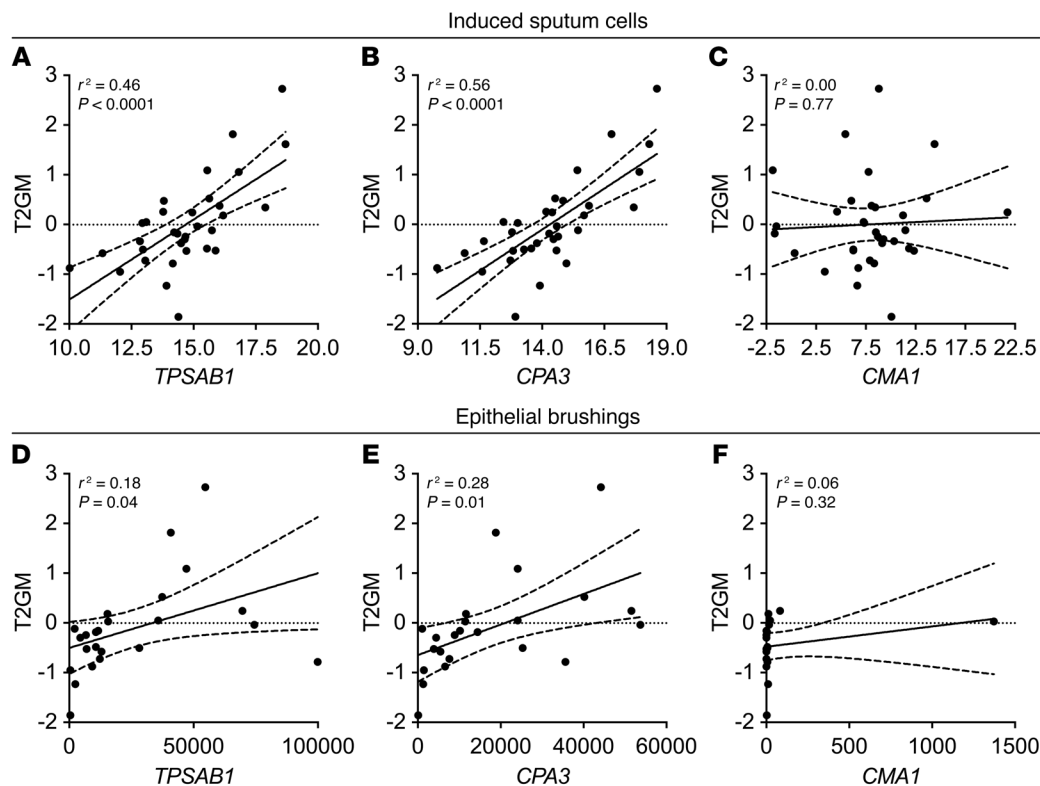 Induced sputum cells
A
B
C
r² = 0.46
P < 0.0001
T2GM
3
2
1
0
-1
-2
10.0 12.5 15.0 17.5 20.0
TPSAB1
r² = 0.56
P < 0.0001
T2GM
3
2
1
0
-1
-2
9.0 11.5 14.0 16.5 19.0
CPA3
r² = 0.00
P = 0.77
T2GM
3
2
1
0
-1
-2
-2.5 2.5 7.5 12.5 17.5 22.5
CMA1
Epithelial brushings
D
E
F
r² = 0.18
P = 0.04
T2GM
3
2
1
0
-1
-2
0 50000 100000
TPSAB1
r² = 0.28
P = 0.01
T2GM
3
2
1
0
-1
-2
0 20000 40000 60000
CPA3
r² = 0.06
P = 0.32
T2GM
3
2
1
0
-1
-2
0 500 1000 1500
CMA1